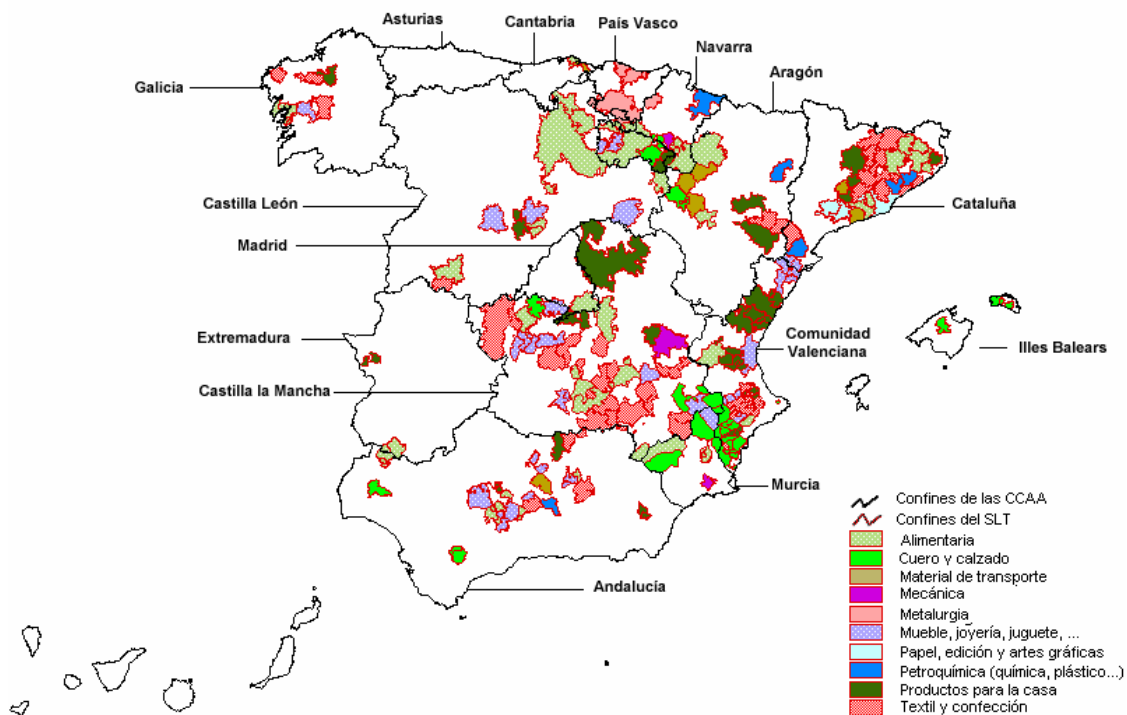 Asturias
Cantabria
País Vasco
Navarra
Aragón
Galicia
Castilla León
Cataluña
Madrid
Extremadura
Comunidad
Valenciana
Illes Balears
Castilla la Mancha
Murcia
Andalucía
Confines de las CCAA
Confines del SLT
Alimentaria
Cuero y calzado
Material de transporte
Mecánica
Metalurgia
Mueble, joyería, juguete, ...
Papel, edición y artes gráficas
Petroquímica (química, plástico...)
Productos para la casa
Textil y confección